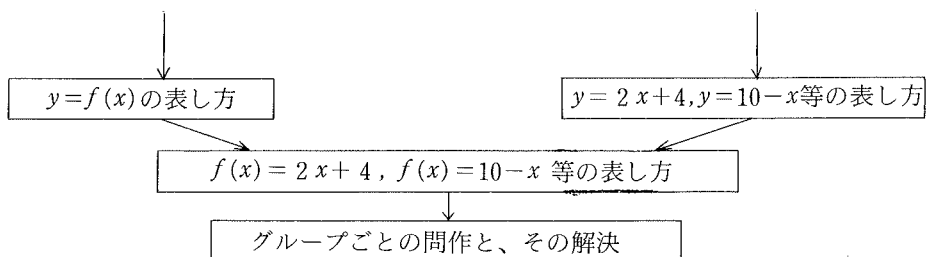 y=f(x)の表し方
y= 2x+4,y=10−x等の表し方
f(x)= 2x+4 , f(x)=10−x 等の表し方
グループごとの問作と、その解決